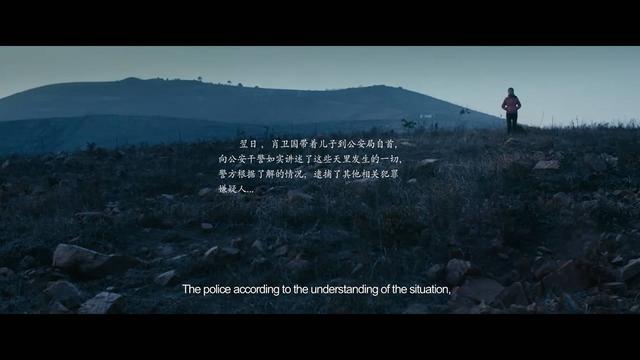 翌日，肖卫国带着儿子到公安局自首，
向公安干警如实讲述了这些天里发生的一切，
警方根据了解的情况，逮捕了其他相关犯罪
嫌疑人...
The police according to the understanding of the situation,